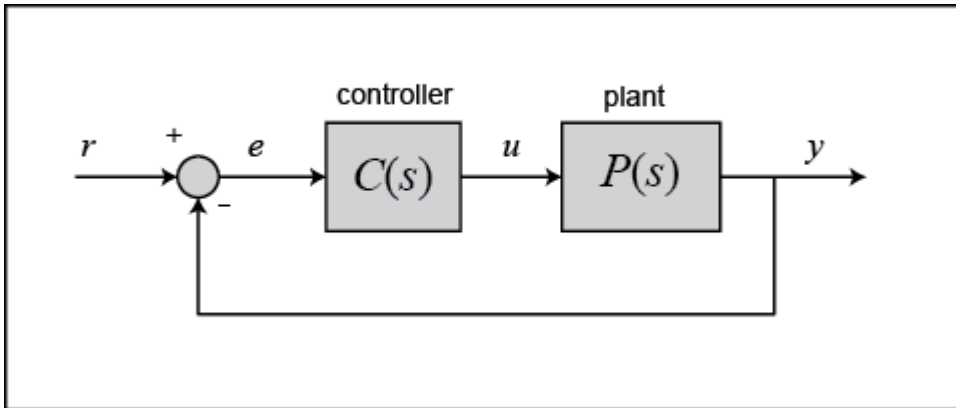 controller plant
r + e C(s) u P(s) y
−